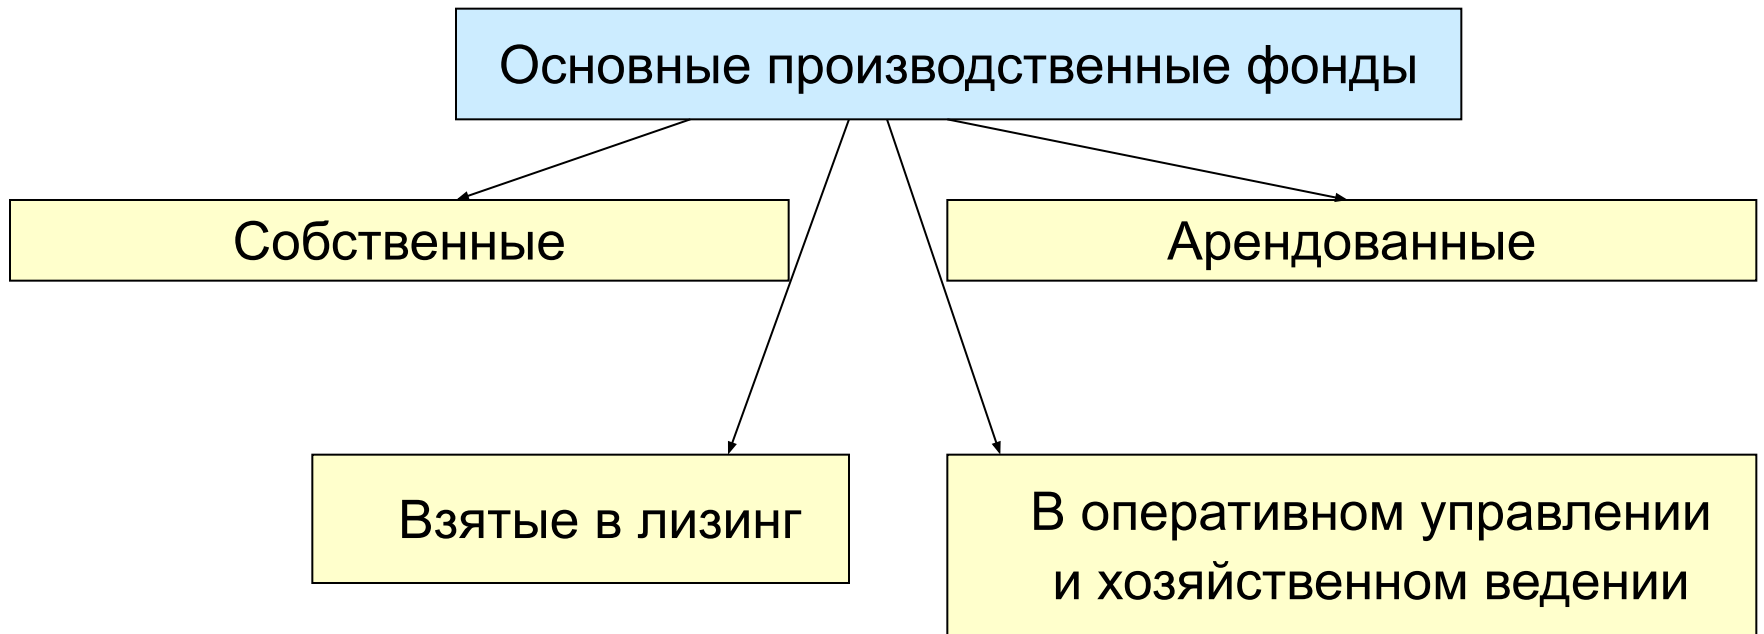 Основные производственные фонды
Собственные
Арендованные
Взятые в лизинг
В оперативном управлении
и хозяйственном ведении